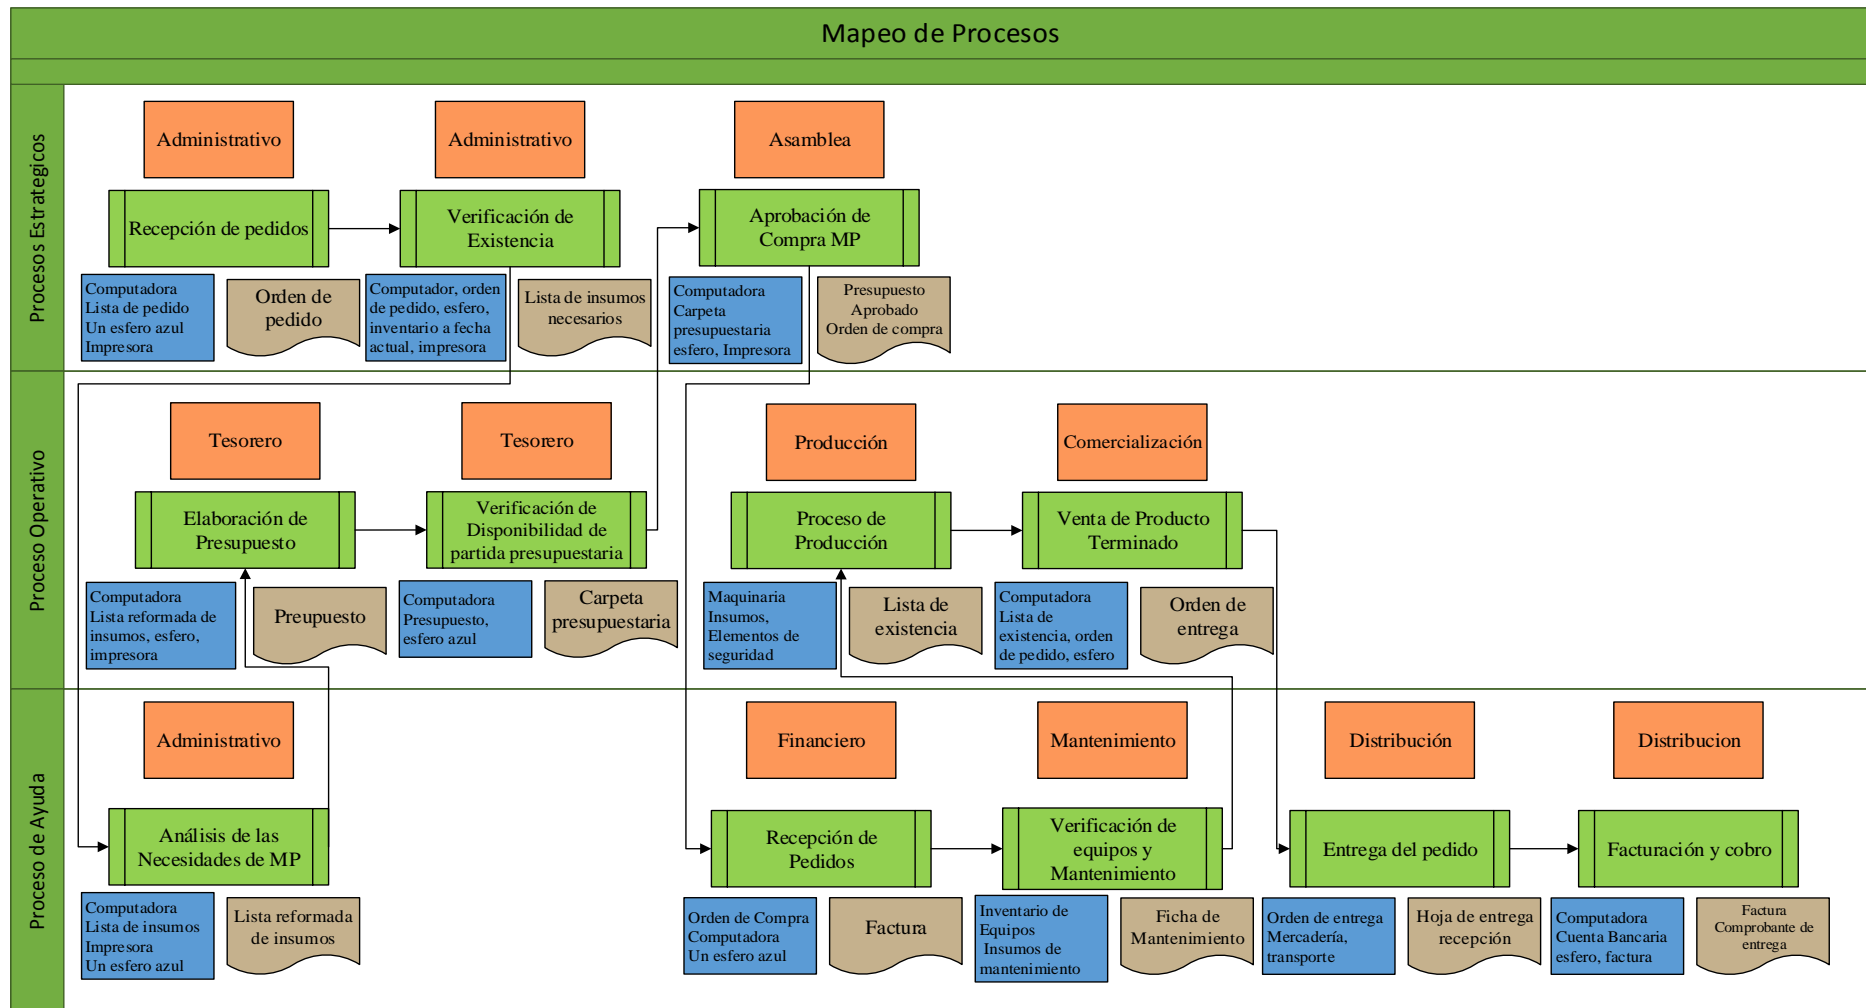 Mapeo de Procesos
Procesos Estrategicos
Administrativo
Administrativo
Asamblea
Recepción de pedidos
Verificación de
Existencia
Aprobación de
Compra MP
Computadora
Lista de pedido
Un esfero azul
Impresora
Orden de
pedido
Computador, orden
de pedido, esfero,
inventario a fecha
actual, impresora
Lista de insumos
necesarios
Computadora
Carpeta
presupuestaria
esfero, Impresora
Presupuesto
Aprobado
Orden de compra
Proceso Operativo
Tesorero
Tesorero
Producción
Comercialización
Elaboración de
Presupuesto
Verificación de
Disponibilidad de
partida presupuestaria
Proceso de
Producción
Venta de Producto
Terminado
Computadora
Lista reformada de
insumos, esfero,
impresora
Preupuesto
Computadora
Presupuesto,
esfero azul
Carpeta
presupuestaria
Maquinaria
Insumos,
Elementos de
seguridad
Lista de
existencia
Computadora
Lista de
existencia, orden
de pedido, esfero
Orden de
entrega
Proceso de Ayuda
Administrativo
Financiero
Mantenimiento
Distribución
Distribucion
Análisis de las
Necesidades de MP
Recepción de
Pedidos
Verificación de
equipos y
Mantenimiento
Entrega del pedido
Facturación y cobro
Computadora
Lista de insumos
Impresora
Un esfero azul
Lista reformada
de insumos
Orden de Compra
Computadora
Un esfero azul
Factura
Inventario de
Equipos
Insumos de
mantenimiento
Ficha de
Mantenimiento
Orden de entrega
Mercadería,
transporte
Hoja de entrega
recepción
Computadora
Cuenta Bancaria
esfero, factura
Factura
Comprobante de
entrega